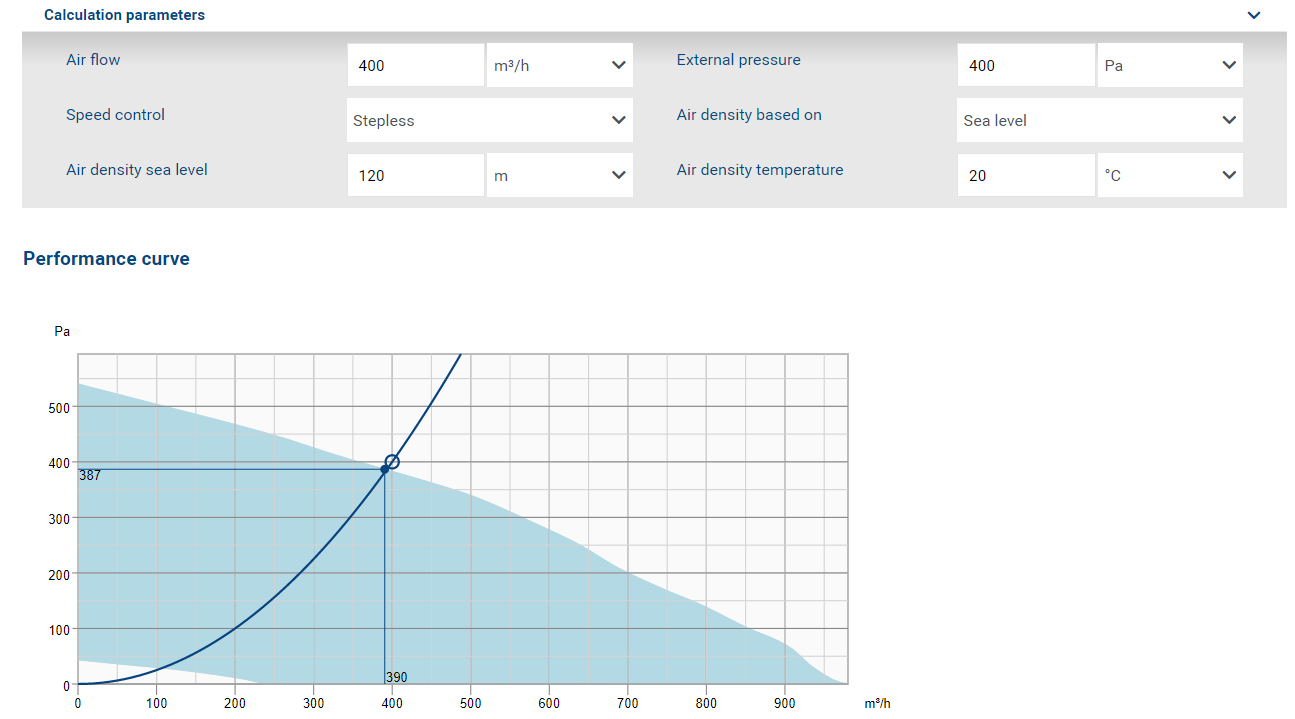 Calculation parameters
Air flow 400 m³/h External pressure 400 Pa
Speed control Stepless Air density based on Sea level
Air density sea level 120 m Air density temperature 20 °C
Performance curve
Pa
500
400
387
300
200
100
390
0
0 100 200 300 400 500 600 700 800 900 m³/h